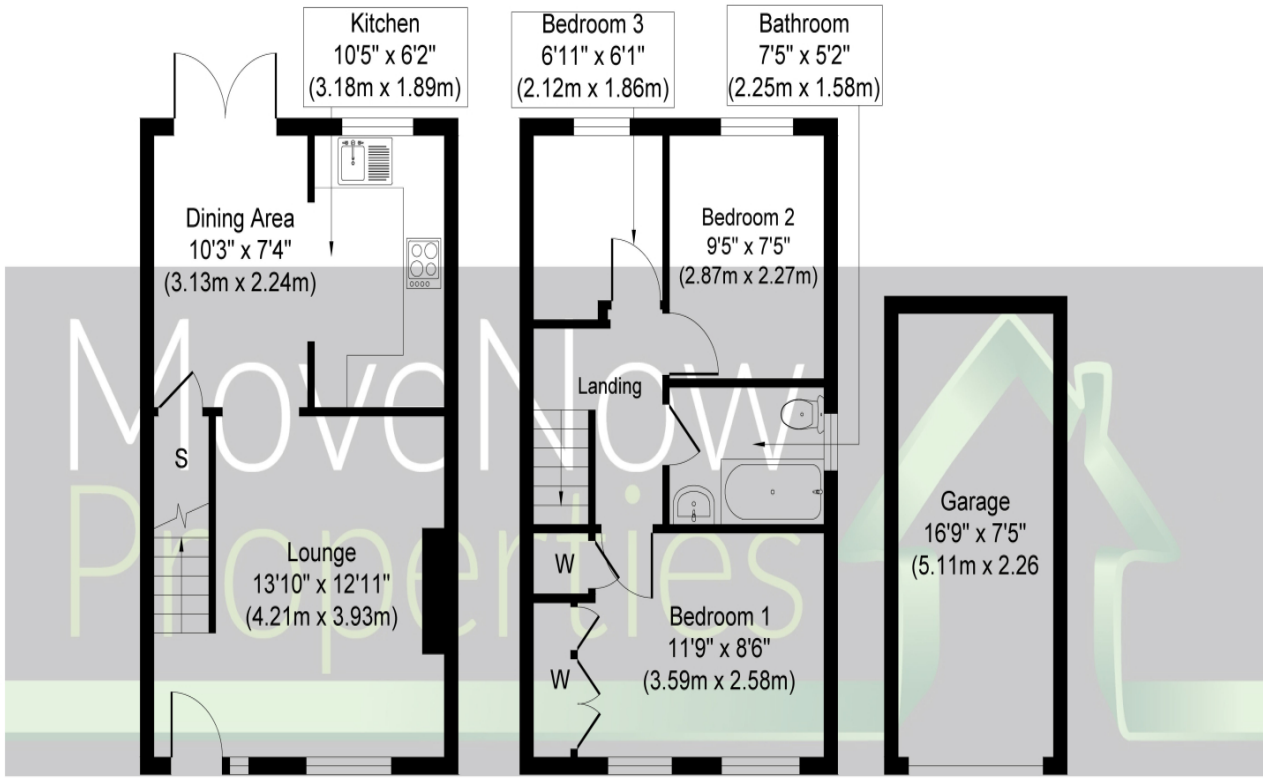 Kitchen
10'5" x 6'2"
(3.18m x 1.89m)
Bedroom 3
6'11" x 6'1"
(2.12m x 1.86m)
Bathroom
7'5" x 5'2"
(2.25m x 1.58m)
Dining Area
10'3" x 7'4"
(3.13m x 2.24m)
Bedroom 2
9'5" x 7'5"
(2.87m x 2.27m)
Landing
MoveNow
Properties
S
Lounge
13'10" x 12'11"
(4.21m x 3.93m)
W
W
Bedroom 1
11'9" x 8'6"
(3.59m x 2.58m)
Garage
16'9" x 7'5"
(5.11m x 2.26